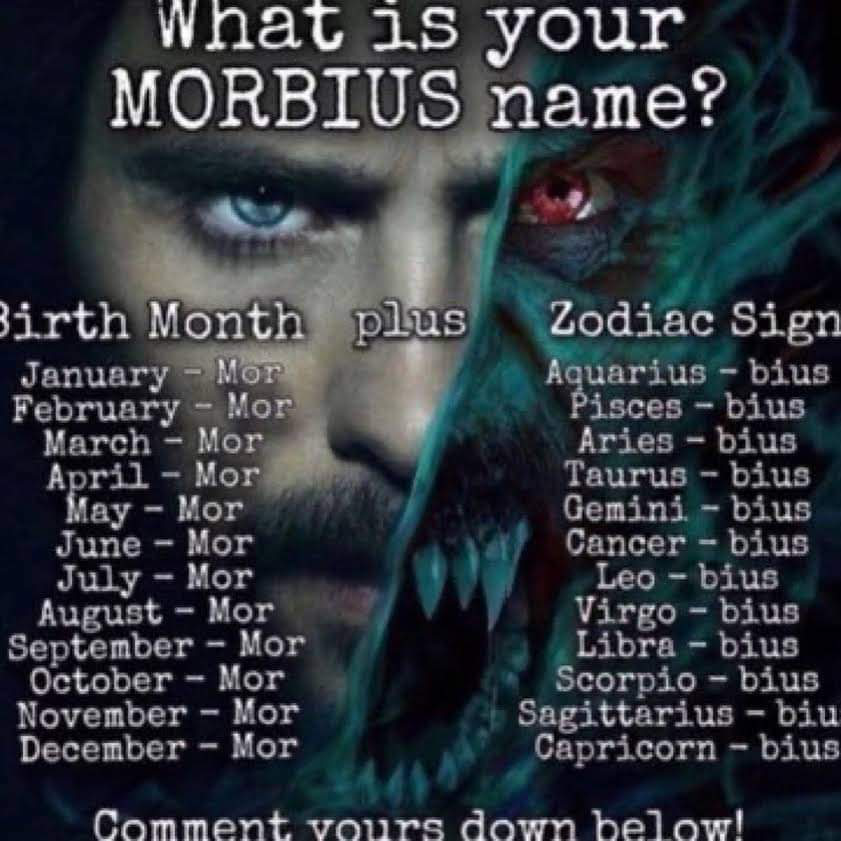 What is your
MORBIUS name?
Birth Month plus Zodiac Sign
January - Mor
February - Mor
March - Mor
April - Mor
May - Mor
June - Mor
July - Mor
August - Mor
September - Mor
October - Mor
November - Mor
December - Mor
Aquarius - bius
Pisces - bius
Aries - bius
Taurus - bius
Gemini - bius
Cancer - bius
Leo - bius
Virgo - bius
Libra - bius
Scorpio - bius
Sagittarius - biu
Capricorn - bius
Comment yours down below!